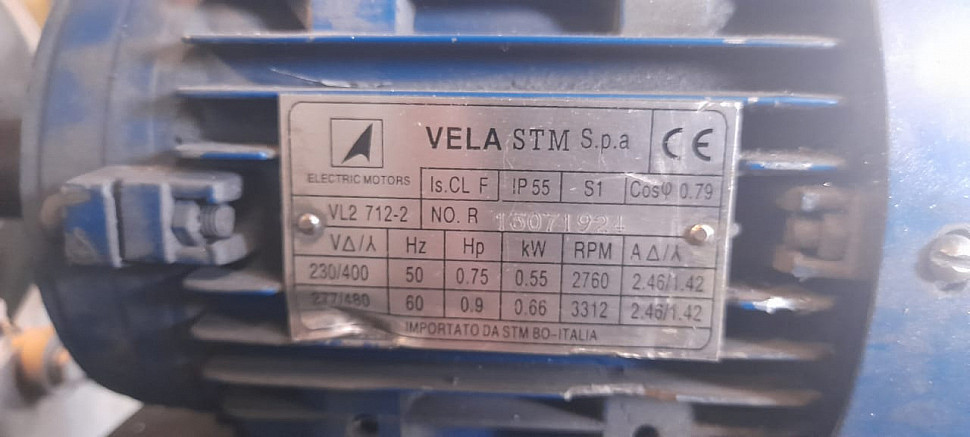 VELA STM S.p.a CE
ELECTRIC MOTORS
Is.CL F IP 55 S1 Cosφ 0.79
VL2 712-2 NO. R 13071924
VΔ/⅄ Hz Hp kW RPM A Δ/⅄
230/400 50 0.75 0.55 2760 2.46/1.42
277/480 60 0.9 0.66 3312 2.46/1.42
IMPORTATO DA STM BO-ITALIA